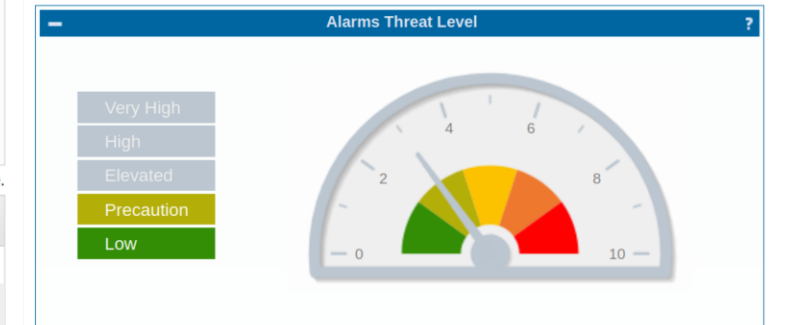 Alarms Threat Level
?
Very High
High
Elevated
Precaution
Low
0
2
4
6
8
10